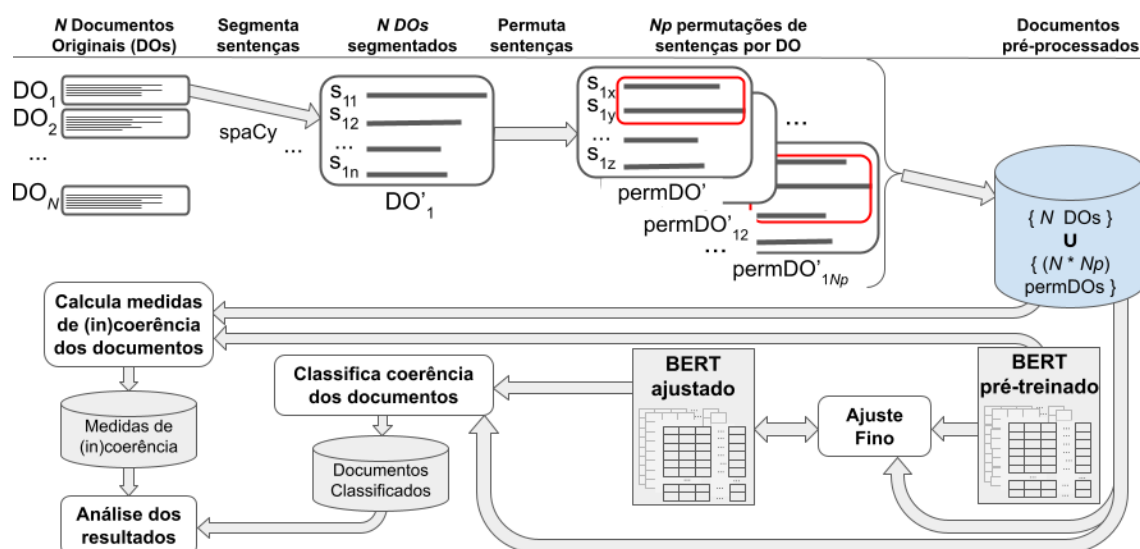 N Documentos
Originais (DOs)
Segmenta
sentenças
N DOs
segmentados
Permuta
sentenças
Np permutações de
sentenças por DO
Documentos
pré-processados
DO1
DO2
...
DON
spaCy
...
S11
S12
...
S1n
DO'1
S1x
S1y
...
S1z
permDO'
...
permDO'12
...
permDO'1Np
{ N DOs }
U
{ (N * Np)
permDOs }
Calcula medidas
de (in)coerência
dos documentos
Medidas de
(in)coerência
Análise dos
resultados
Classifica coerência
dos documentos
Documentos
Classificados
BERT
ajustado
Ajuste
Fino
BERT
pré-treinado